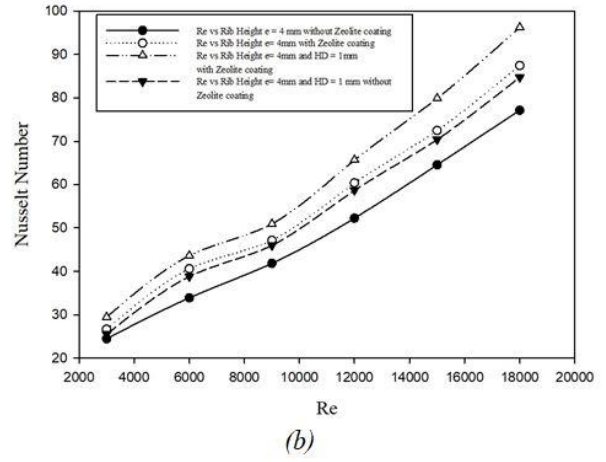 100
90
80
70
60
50
40
30
20
Nusselt Number
Re vs Rib Height e = 4 mm without Zeolite coating
Re vs Rib Height e= 4mm with Zeolite coating
Re vs Rib Height e= 4mm and HD = 1mm
with Zeolite coating
Re vs Rib Height e= 4mm and HD = 1 mm without
Zeolite coating
2000 4000 6000 8000 10000 12000 14000 16000 18000 20000
Re
(b)